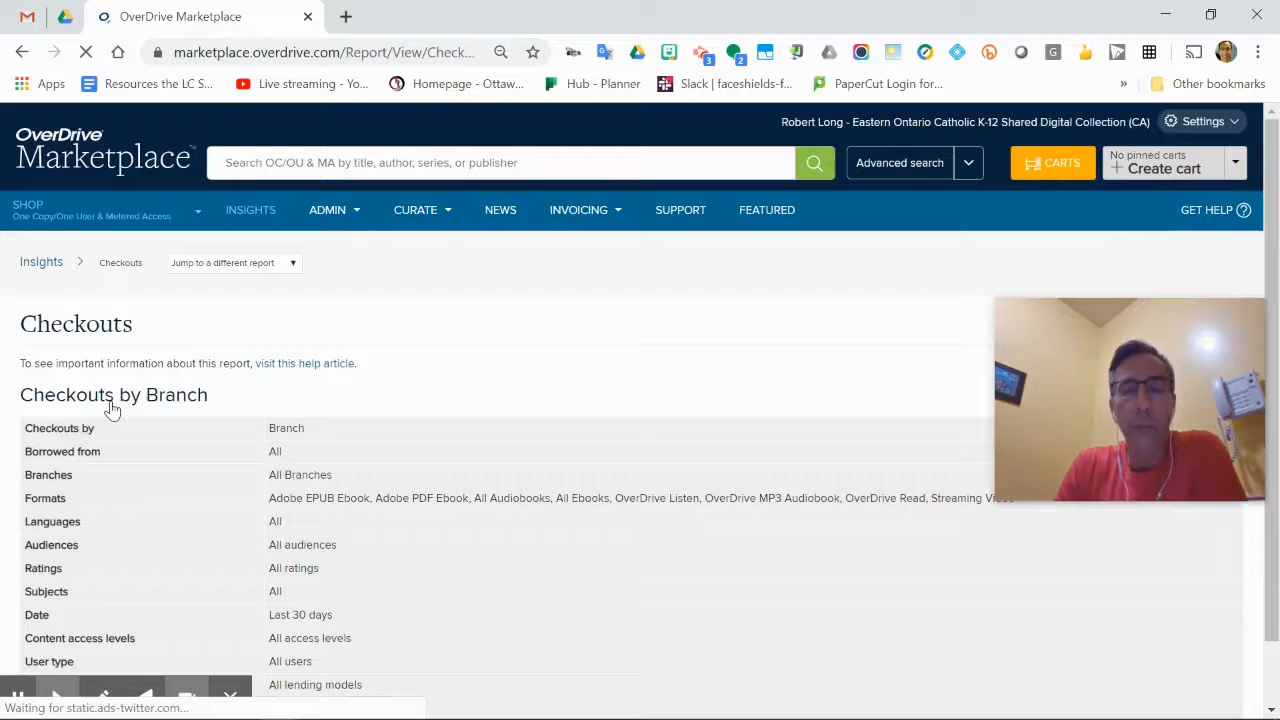 OverDrive Marketplace
marketplace.overdrive.com/Report/View/Check...
3
2
G
Apps
Resources the LC S...
Live streaming - Yo...
Homepage - Ottaw...
Hub - Planner
Slack | faceshields-f...
PaperCut Login for...
»
Other bookmarks
OverDrive
Marketplace™
Search OC/OU & MA by title, author, series, or publisher
Robert Long - Eastern Ontario Catholic K-12 Shared Digital Collection (CA)
Settings
Advanced search
CARTS
No pinned carts
+ Create cart
SHOP
One Copy/One User & Metered Access
INSIGHTS
ADMIN
CURATE
NEWS
INVOICING
SUPPORT
FEATURED
GET HELP ?
Insights > Checkouts
Jump to a different report
Checkouts
To see important information about this report, visit this help article.
Checkouts by Branch
Checkouts by Branch
Borrowed from All
Branches All Branches
Formats Adobe EPUB Ebook, Adobe PDF Ebook, All Audiobooks, All Ebooks, OverDrive Listen, OverDrive MP3 Audiobook, OverDrive Read, Streaming Video
Languages All
Audiences All audiences
Ratings All ratings
Subjects All
Date Last 30 days
Content access levels All access levels
User type All users
All lending models
Waiting for static.ads-twitter.com...